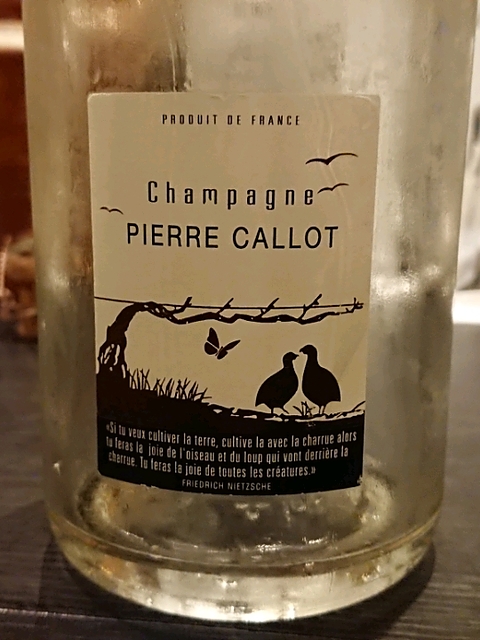 PRODUIT DE FRANCE
Champagne
PIERRE CALLOT
«Si tu veux cultiver la terre, cultive la avec la charrue alors
tu feras la joie de l'oiseau et du loup qui vont derrière la
charrue. Tu feras la joie de toutes les créatures.»
FRIEDRICH NIETZSCHE